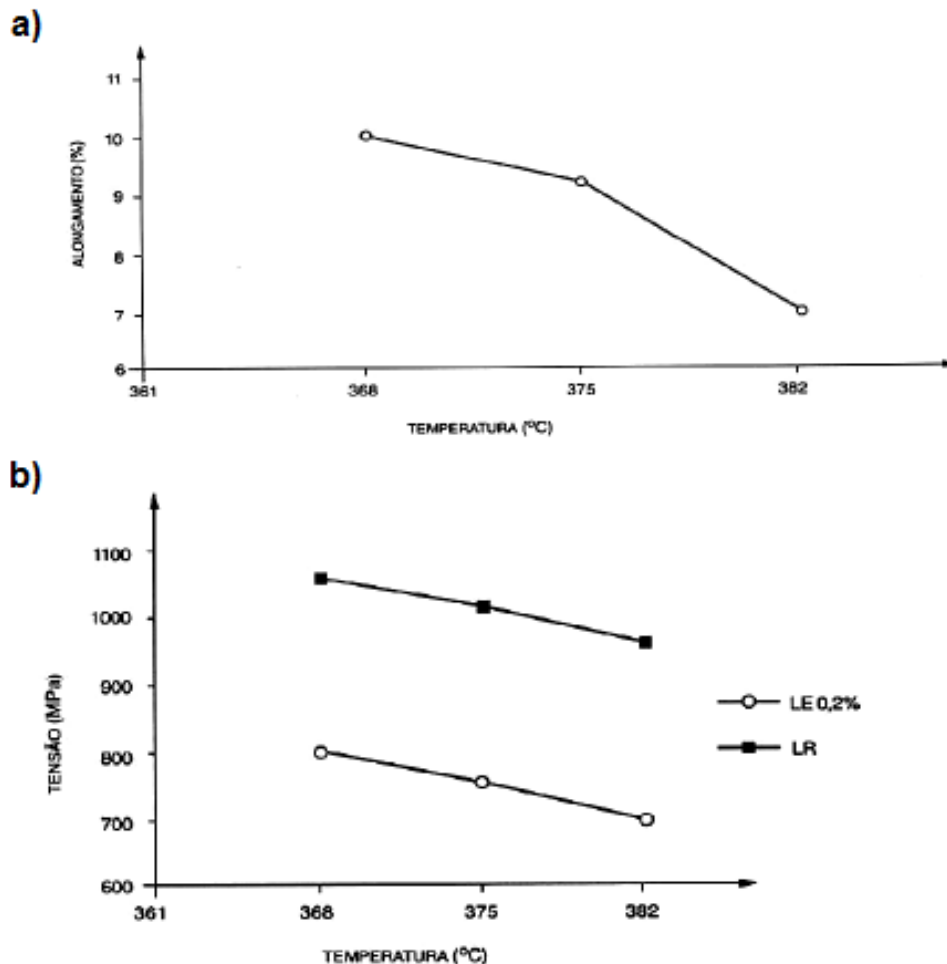 a)
11
10
9
8
7
6
ALONGAMENTO (%)
361
368
375
382
TEMPERATURA (ºC)
b)
1100
1000
900
800
700
600
TENSÃO (MPa)
LE 0,2%
LR
361
368
375
382
TEMPERATURA (ºC)